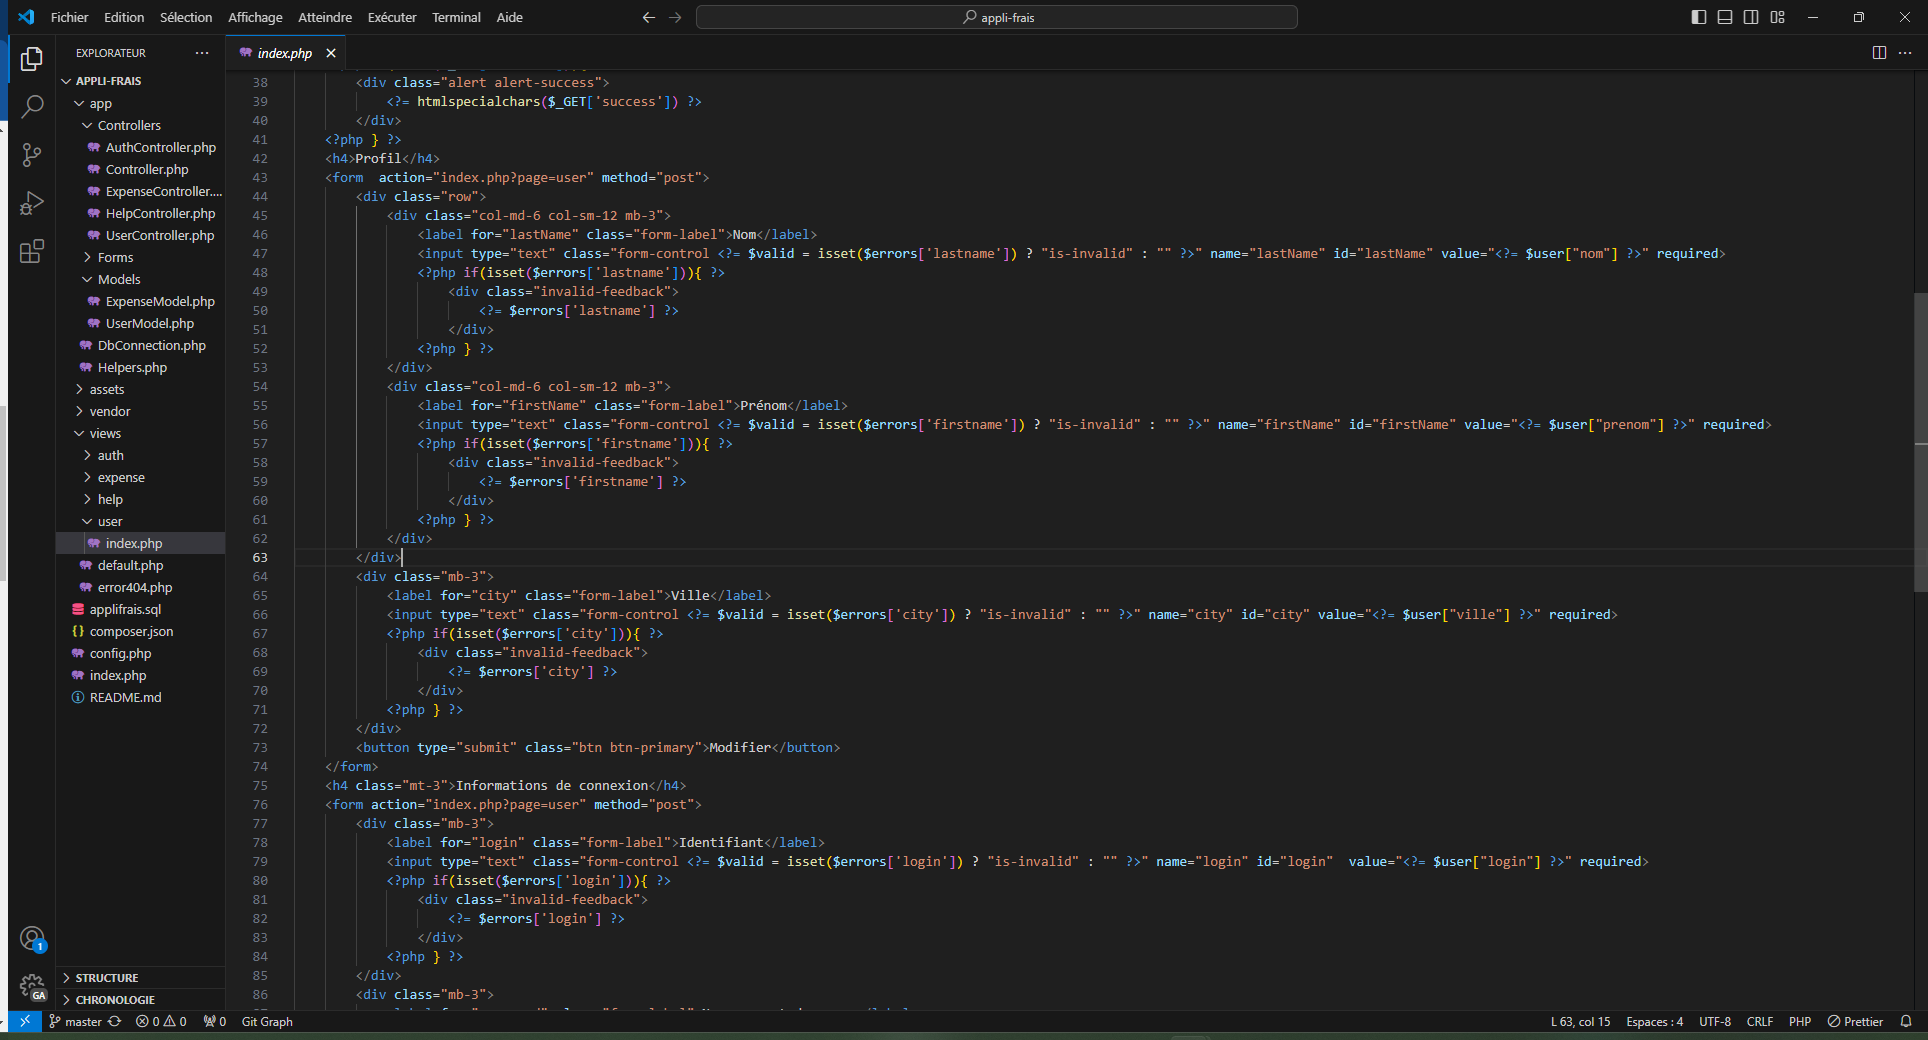 Fichier Edition Sélection Affichage Atteindre Exécuter Terminal Aide
appli-frais
EXPLORATEUR
index.php
APPLI-FRAIS
app
Controllers
AuthController.php
Controller.php
ExpenseController....
HelpController.php
UserController.php
Forms
Models
ExpenseModel.php
UserModel.php
DbConnection.php
Helpers.php
assets
vendor
views
auth
expense
help
user
index.php
default.php
error404.php
applifrais.sql
composer.json
config.php
index.php
README.md
STRUCTURE
CHRONOLOGIE
38 <div class="alert alert-success">
39 <?= htmlspecialchars($_GET['success']) ?>
40 </div>
41 <?php } ?>
42 <h4>Profil</h4>
43 <form  action="index.php?page=user" method="post">
44 <div class="row">
45 <div class="col-md-6 col-sm-12 mb-3">
46 <label for="lastName" class="form-label">Nom</label>
47 <input type="text" class="form-control <?= $valid = isset($errors['lastname']) ? "is-invalid" : "" ?>" name="lastName" id="lastName" value="<?= $user["nom"] ?>" required>
48 <?php if(isset($errors['lastname'])){ ?>
49 <div class="invalid-feedback">
50 <?= $errors['lastname'] ?>
51 </div>
52 <?php } ?>
53 </div>
54 <div class="col-md-6 col-sm-12 mb-3">
55 <label for="firstName" class="form-label">Prénom</label>
56 <input type="text" class="form-control <?= $valid = isset($errors['firstname']) ? "is-invalid" : "" ?>" name="firstName" id="firstName" value="<?= $user["prenom"] ?>" required>
57 <?php if(isset($errors['firstname'])){ ?>
58 <div class="invalid-feedback">
59 <?= $errors['firstname'] ?>
60 </div>
61 <?php } ?>
62 </div>
63 </div>
64 <div class="mb-3">
65 <label for="city" class="form-label">Ville</label>
66 <input type="text" class="form-control <?= $valid = isset($errors['city']) ? "is-invalid" : "" ?>" name="city" id="city" value="<?= $user["ville"] ?>" required>
67 <?php if(isset($errors['city'])){ ?>
68 <div class="invalid-feedback">
69 <?= $errors['city'] ?>
70 </div>
71 <?php } ?>
72 </div>
73 <button type="submit" class="btn btn-primary">Modifier</button>
74 </form>
75 <h4 class="mt-3">Informations de connexion</h4>
76 <form action="index.php?page=user" method="post">
77 <div class="mb-3">
78 <label for="login" class="form-label">Identifiant</label>
79 <input type="text" class="form-control <?= $valid = isset($errors['login']) ? "is-invalid" : "" ?>" name="login" id="login"  value="<?= $user["login"] ?>" required>
80 <?php if(isset($errors['login'])){ ?>
81 <div class="invalid-feedback">
82 <?= $errors['login'] ?>
83 </div>
84 <?php } ?>
85 </div>
86 <div class="mb-3">
1
GA
master 0 0 0 Git Graph L 63, col 15 Espaces : 4 UTF-8 CRLF PHP Prettier